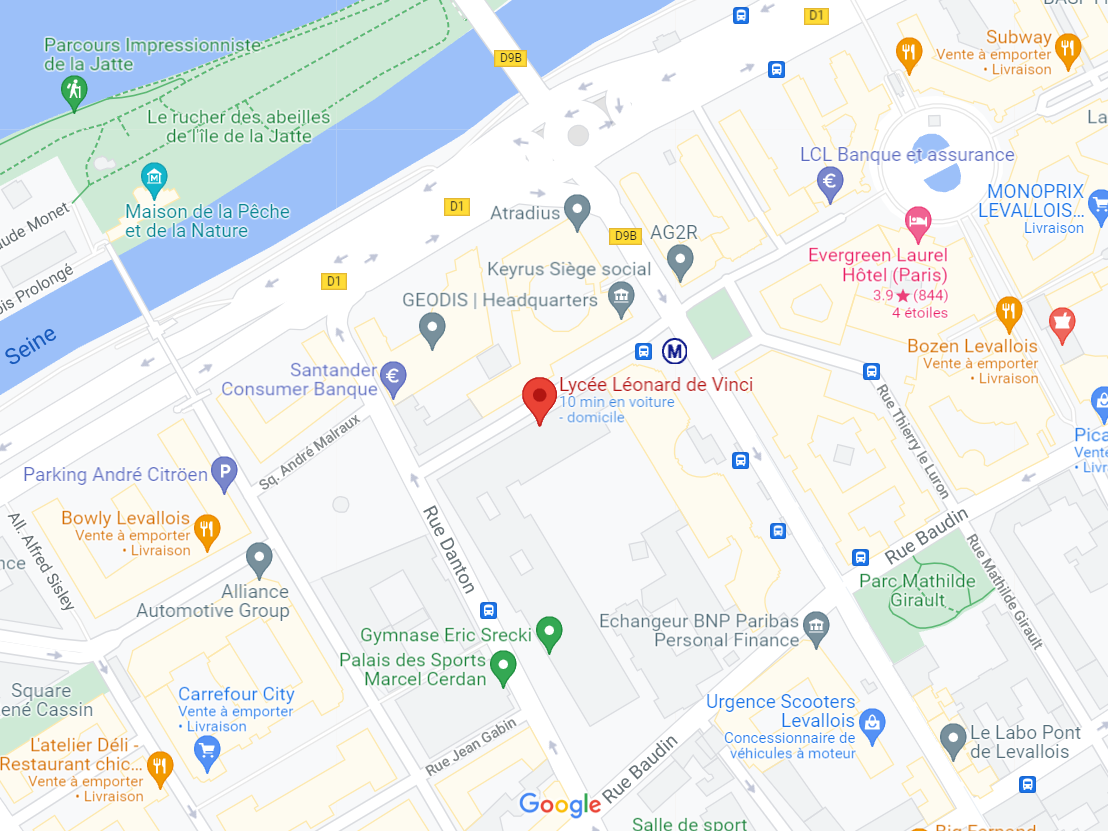 D1
D9B
Subway
Vente à emporter
• Livraison
Parcours Impressionniste
de la Jatte
Le rucher des abeilles
de l'île de la Jatte
La
LCL Banque et assurance
€
MONOPRIX
LEVALLOIS...
Livraison
Maison de la Pêche
et de la Nature
D1
Atradius
D9B
AG2R
Evergreen Laurel
Hôtel (Paris)
3.9★ (844)
4 étoiles
Keyrus Siège social
D1
GEODIS | Headquarters
Prolongé
Seine
Bozen Levallois
Vente à emporter
• Livraison
M
Santander
Consumer Banque
€
Lycée Léonard de Vinci
10 min en voiture
- domicile
Rue Thierry le Luron
Sq. André Malraux
Pica
Vente
• Livr
Parking André Citröen
P
Bowly Levallois
Vente à emporter
• Livraison
All. Alfred Sisley
Rue Danton
Rue Baudin
Rue Mathilde Girault
nce
Alliance
Automotive Group
Parc Mathilde
Girault
Gymnase Eric Srecki
Echangeur BNP Paribas
Personal Finance
Palais des Sports
Marcel Cerdan
Square
ené Cassin
Carrefour City
Vente à emporter
• Livraison
Urgence Scooters
Levallois
Concessionnaire de
véhicules à moteur
Le Labo Pont
de Levallois
L'atelier Déli -
Restaurant chic...
Vente à emporter
• Livraison
Rue Jean Gabin
Rue Baudin
Google
Salle de sport